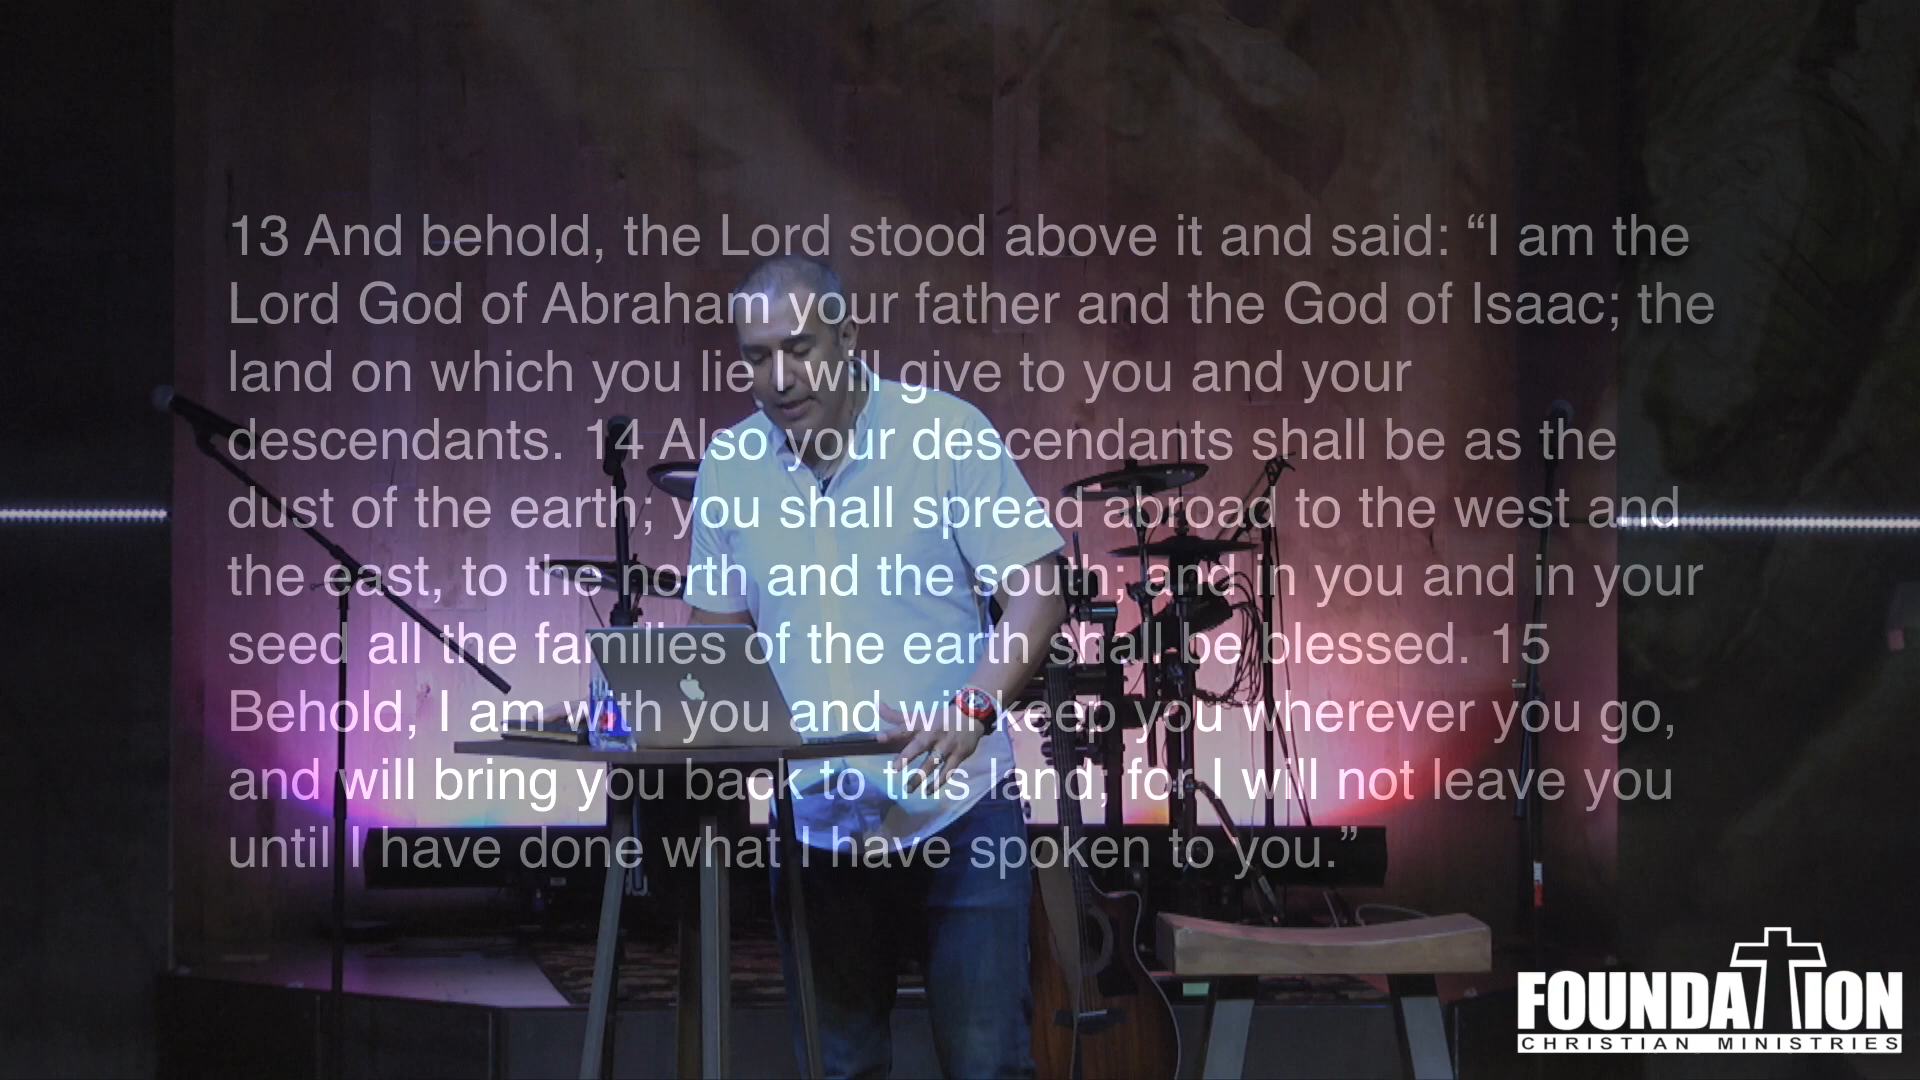 13 And behold, the Lord stood above it and said: “I am the
Lord God of Abraham your father and the God of Isaac; the
land on which you lie I will give to you and your
descendants. 14 Also your descendants shall be as the
dust of the earth; you shall spread abroad to the west and
the east, to the north and the south; and in you and in your
seed all the families of the earth shall be blessed. 15
Behold, I am with you and will keep you wherever you go,
and will bring you back to this land; for I will not leave you
until I have done what I have spoken to you.”
FOUNDATION
CHRISTIAN MINISTRIES